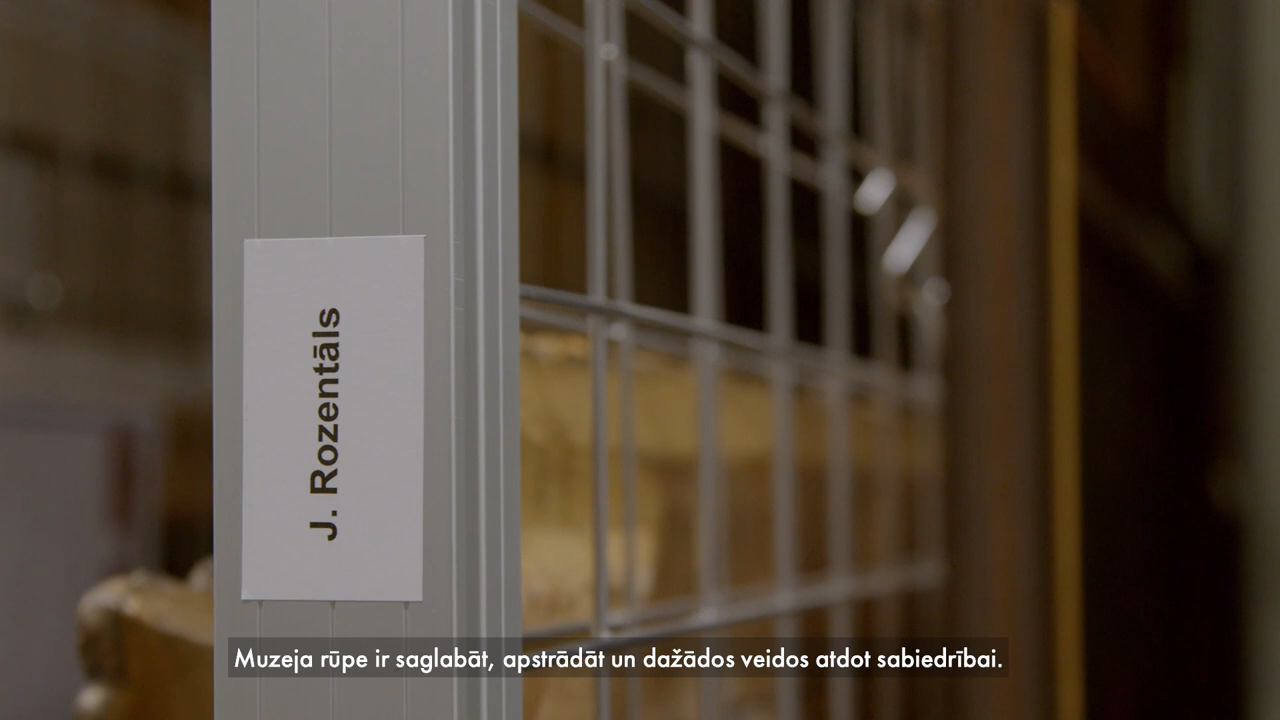 J. Rozentāls
Muzeja rūpe ir saglabāt, apstrādāt un dažādos veidos atdot sabiedrībai.